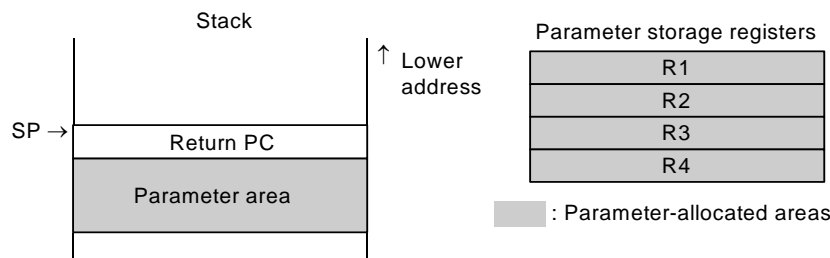 Stack
↑ Lower
address
SP →
Return PC
Parameter area
Parameter storage registers
R1
R2
R3
R4
: Parameter-allocated areas